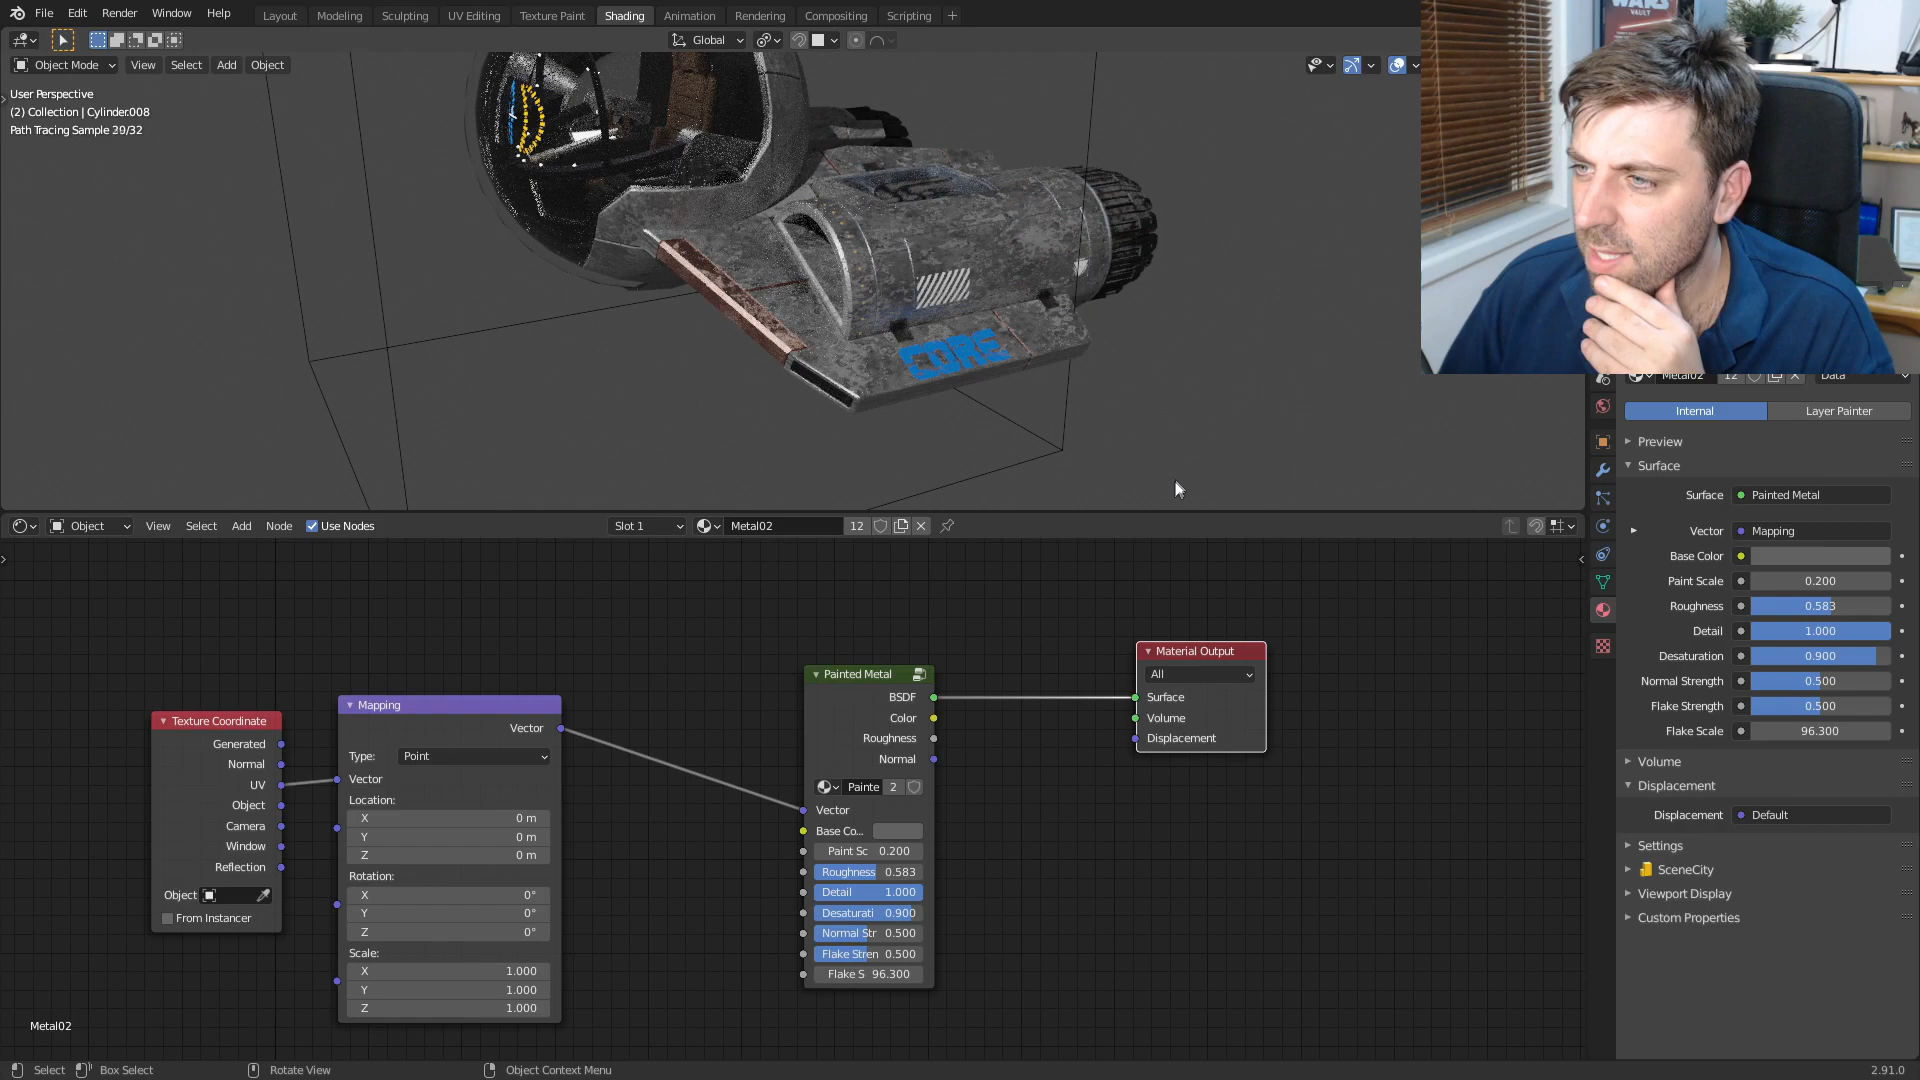 File Edit Render Window Help Layout Modeling Sculpting UV Editing Texture Paint Shading Animation Rendering Compositing Scripting +
WARS
VAULT
Global
Object Mode View Select Add Object
User Perspective
(2) Collection | Cylinder.008
Path Tracing Sample 29/32
CORE
Metal02 12 Data
Internal Layer Painter
Preview
Surface
Surface Painted Metal
Vector Mapping
Base Color
Paint Scale 0.200
Roughness 0.583
Detail 1.000
Desaturation 0.900
Normal Strength 0.500
Flake Strength 0.500
Flake Scale 96.300
Volume
Displacement
Displacement Default
Settings
SceneCity
Viewport Display
Custom Properties
Object View Select Add Node Use Nodes Slot 1 Metal02 12
Texture Coordinate
Generated
Normal
UV
Object
Camera
Window
Reflection
Object
From Instancer
Mapping
Vector
Type: Point
Vector
Location:
X 0 m
Y 0 m
Z 0 m
Rotation:
X 0°
Y 0°
Z 0°
Scale:
X 1.000
Y 1.000
Z 1.000
Painted Metal
BSDF
Color
Roughness
Normal
Painte 2
Vector
Base Co...
Paint Sc 0.200
Roughness 0.583
Detail 1.000
Desaturati 0.900
Normal Str 0.500
Flake Stren 0.500
Flake S 96.300
Material Output
All
Surface
Volume
Displacement
Metal02
Select Box Select Rotate View Object Context Menu 2.91.0